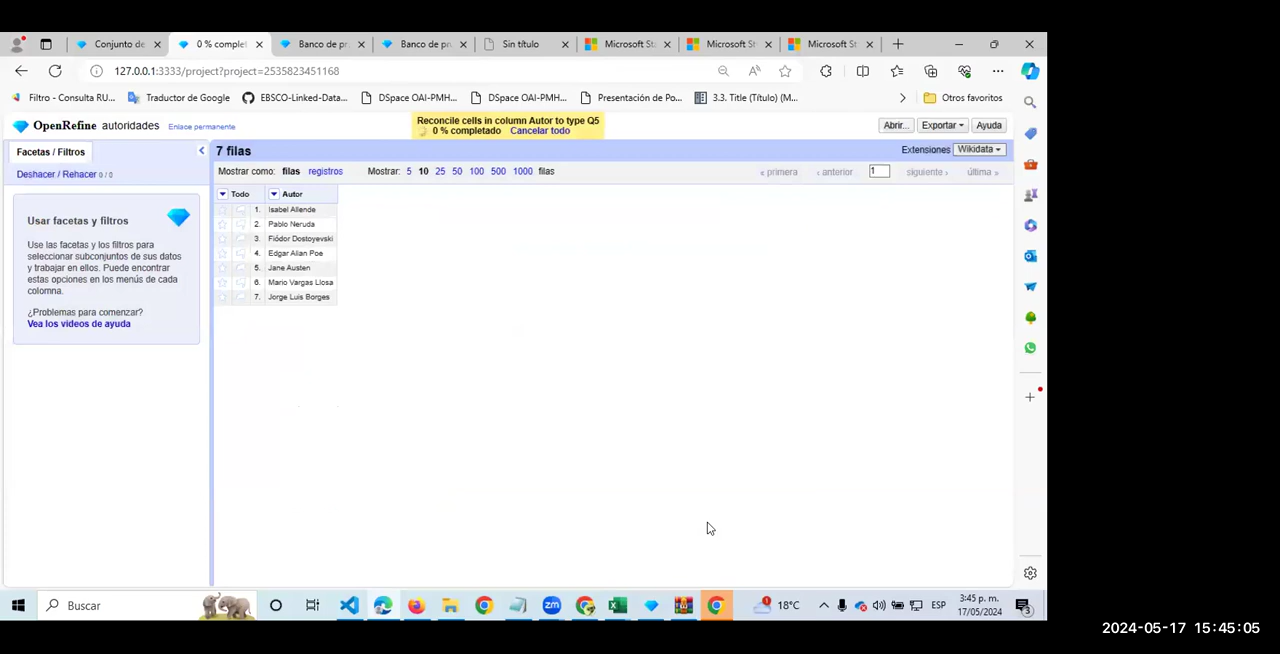 Conjunto de
0 % complet
Banco de pr
Banco de pru
Sin título
Microsoft St
Microsoft St
Microsoft St
127.0.0.1:3333/project?project=2535823451168
Filtro - Consulta RU...
Traductor de Google
EBSCO-Linked-Data...
DSpace OAI-PMH...
DSpace OAI-PMH...
Presentación de Po...
3.3. Title (Título) (M...
Otros favoritos
OpenRefine autoridades Enlace permanente
Reconcile cells in column Autor to type Q5
0 % completado Cancelar todo
Abrir... Exportar Ayuda
Facetas / Filtros
7 filas
Extensiones Wikidata
Deshacer / Rehacer 0 / 0
Mostrar como: filas registros Mostrar: 5 10 25 50 100 500 1000 filas
« primera ‹ anterior 1 siguiente › última »
Todo Autor
1. Isabel Allende
2. Pablo Neruda
3. Fiódor Dostoyevski
4. Edgar Allan Poe
5. Jane Austen
6. Mario Vargas Llosa
7. Jorge Luis Borges
Usar facetas y filtros
Use las facetas y los filtros para
seleccionar subconjuntos de sus datos
y trabajar en ellos. Puede encontrar
estas opciones en los menús de cada
columna.
¿Problemas para comenzar?
Vea los videos de ayuda
Buscar
zm
18°C
ESP
3:45 p. m.
17/05/2024
3
2024-05-17 15:45:05